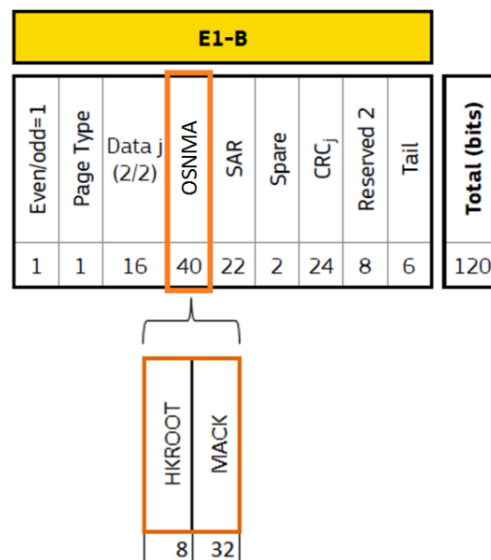 E1-B
Even/odd=1 Page Type Data j (2/2) OSNMA SAR Spare CRCj Reserved 2 Tail Total (bits)
1 1 16 40 22 2 24 8 6 120
HKROOT MACK
8 32